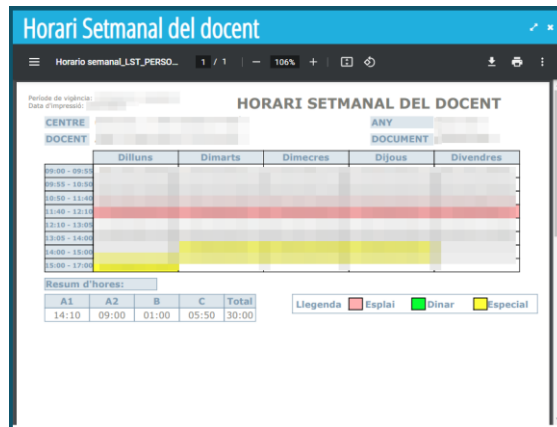 Horari Setmanal del docent
Horario semanal_LST_PERSO... 1 / 1 | − 106% +
Període de vigència:
Data d'impressió:
HORARI SETMANAL DEL DOCENT
CENTRE ANY
DOCENT DOCUMENT
Dilluns Dimarts Dimecres Dijous Divendres
09:00 - 09:55
09:55 - 10:50
10:50 - 11:40
11:40 - 12:10
12:10 - 13:05
13:05 - 14:00
14:00 - 15:00
15:00 - 17:00
Resum d'hores:
A1 A2 B C Total
14:10 09:00 01:00 05:50 30:00
Llegenda Esplai Dinar Especial